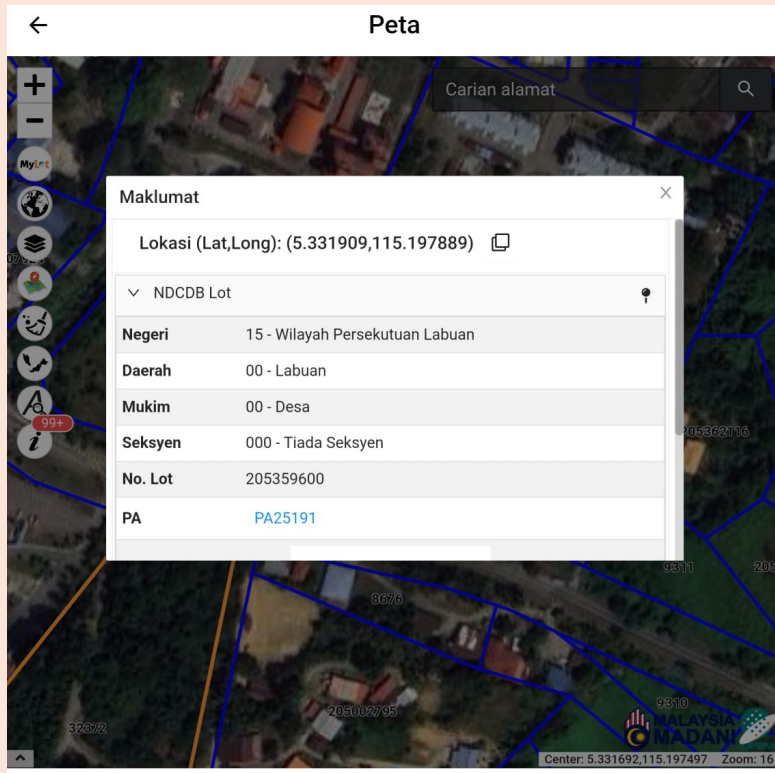 Peta
Carian alamat
MyLot
Maklumat
Lokasi (Lat,Long): (5.331909,115.197889)
NDCDB Lot
Negeri 15 - Wilayah Persekutuan Labuan
Daerah 00 - Labuan
Mukim 00 - Desa
99+
205362116
Seksyen 000 - Tiada Seksyen
No. Lot 205359600
PA PA25191
9311
8676
9310
205002795
32372
MALAYSIA
MADANI
Center: 5.331692,115.197497 Zoom: 16